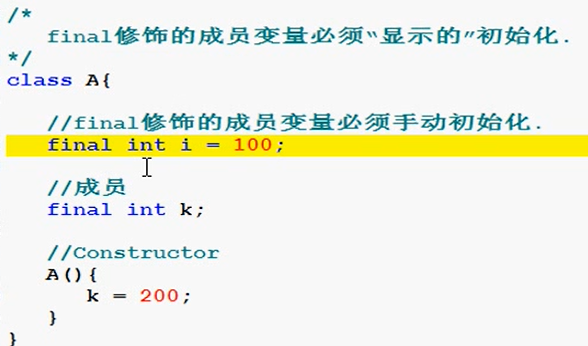 /*
final修饰的成员变量必须“显示的”初始化.
*/
class A{
//final修饰的成员变量必须手动初始化.
final int i = 100;
//成员
final int k;
//Constructor
A(){
k = 200;
}
}